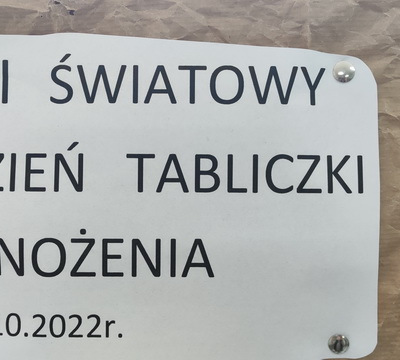 I ŚWIATOWY
ZIEŃ TABLICZKI
NOŻENIA
10.2022r.